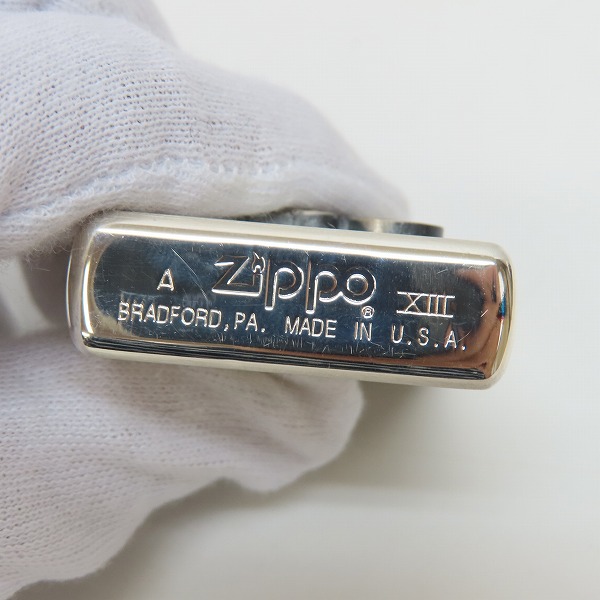 A Zippo® XIII
BRADFORD, PA. MADE IN U.S.A.